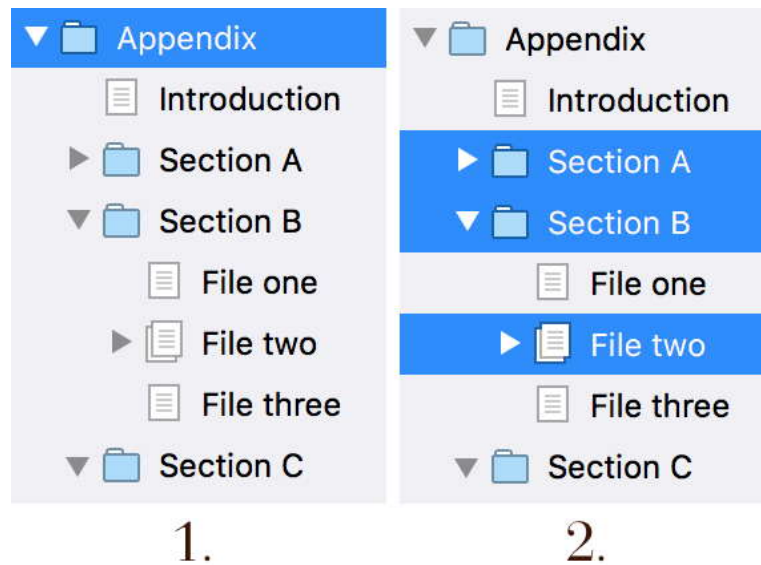 Appendix
Introduction
Section A
Section B
File one
File two
File three
Section C
1.
Appendix
Introduction
Section A
Section B
File one
File two
File three
Section C
2.